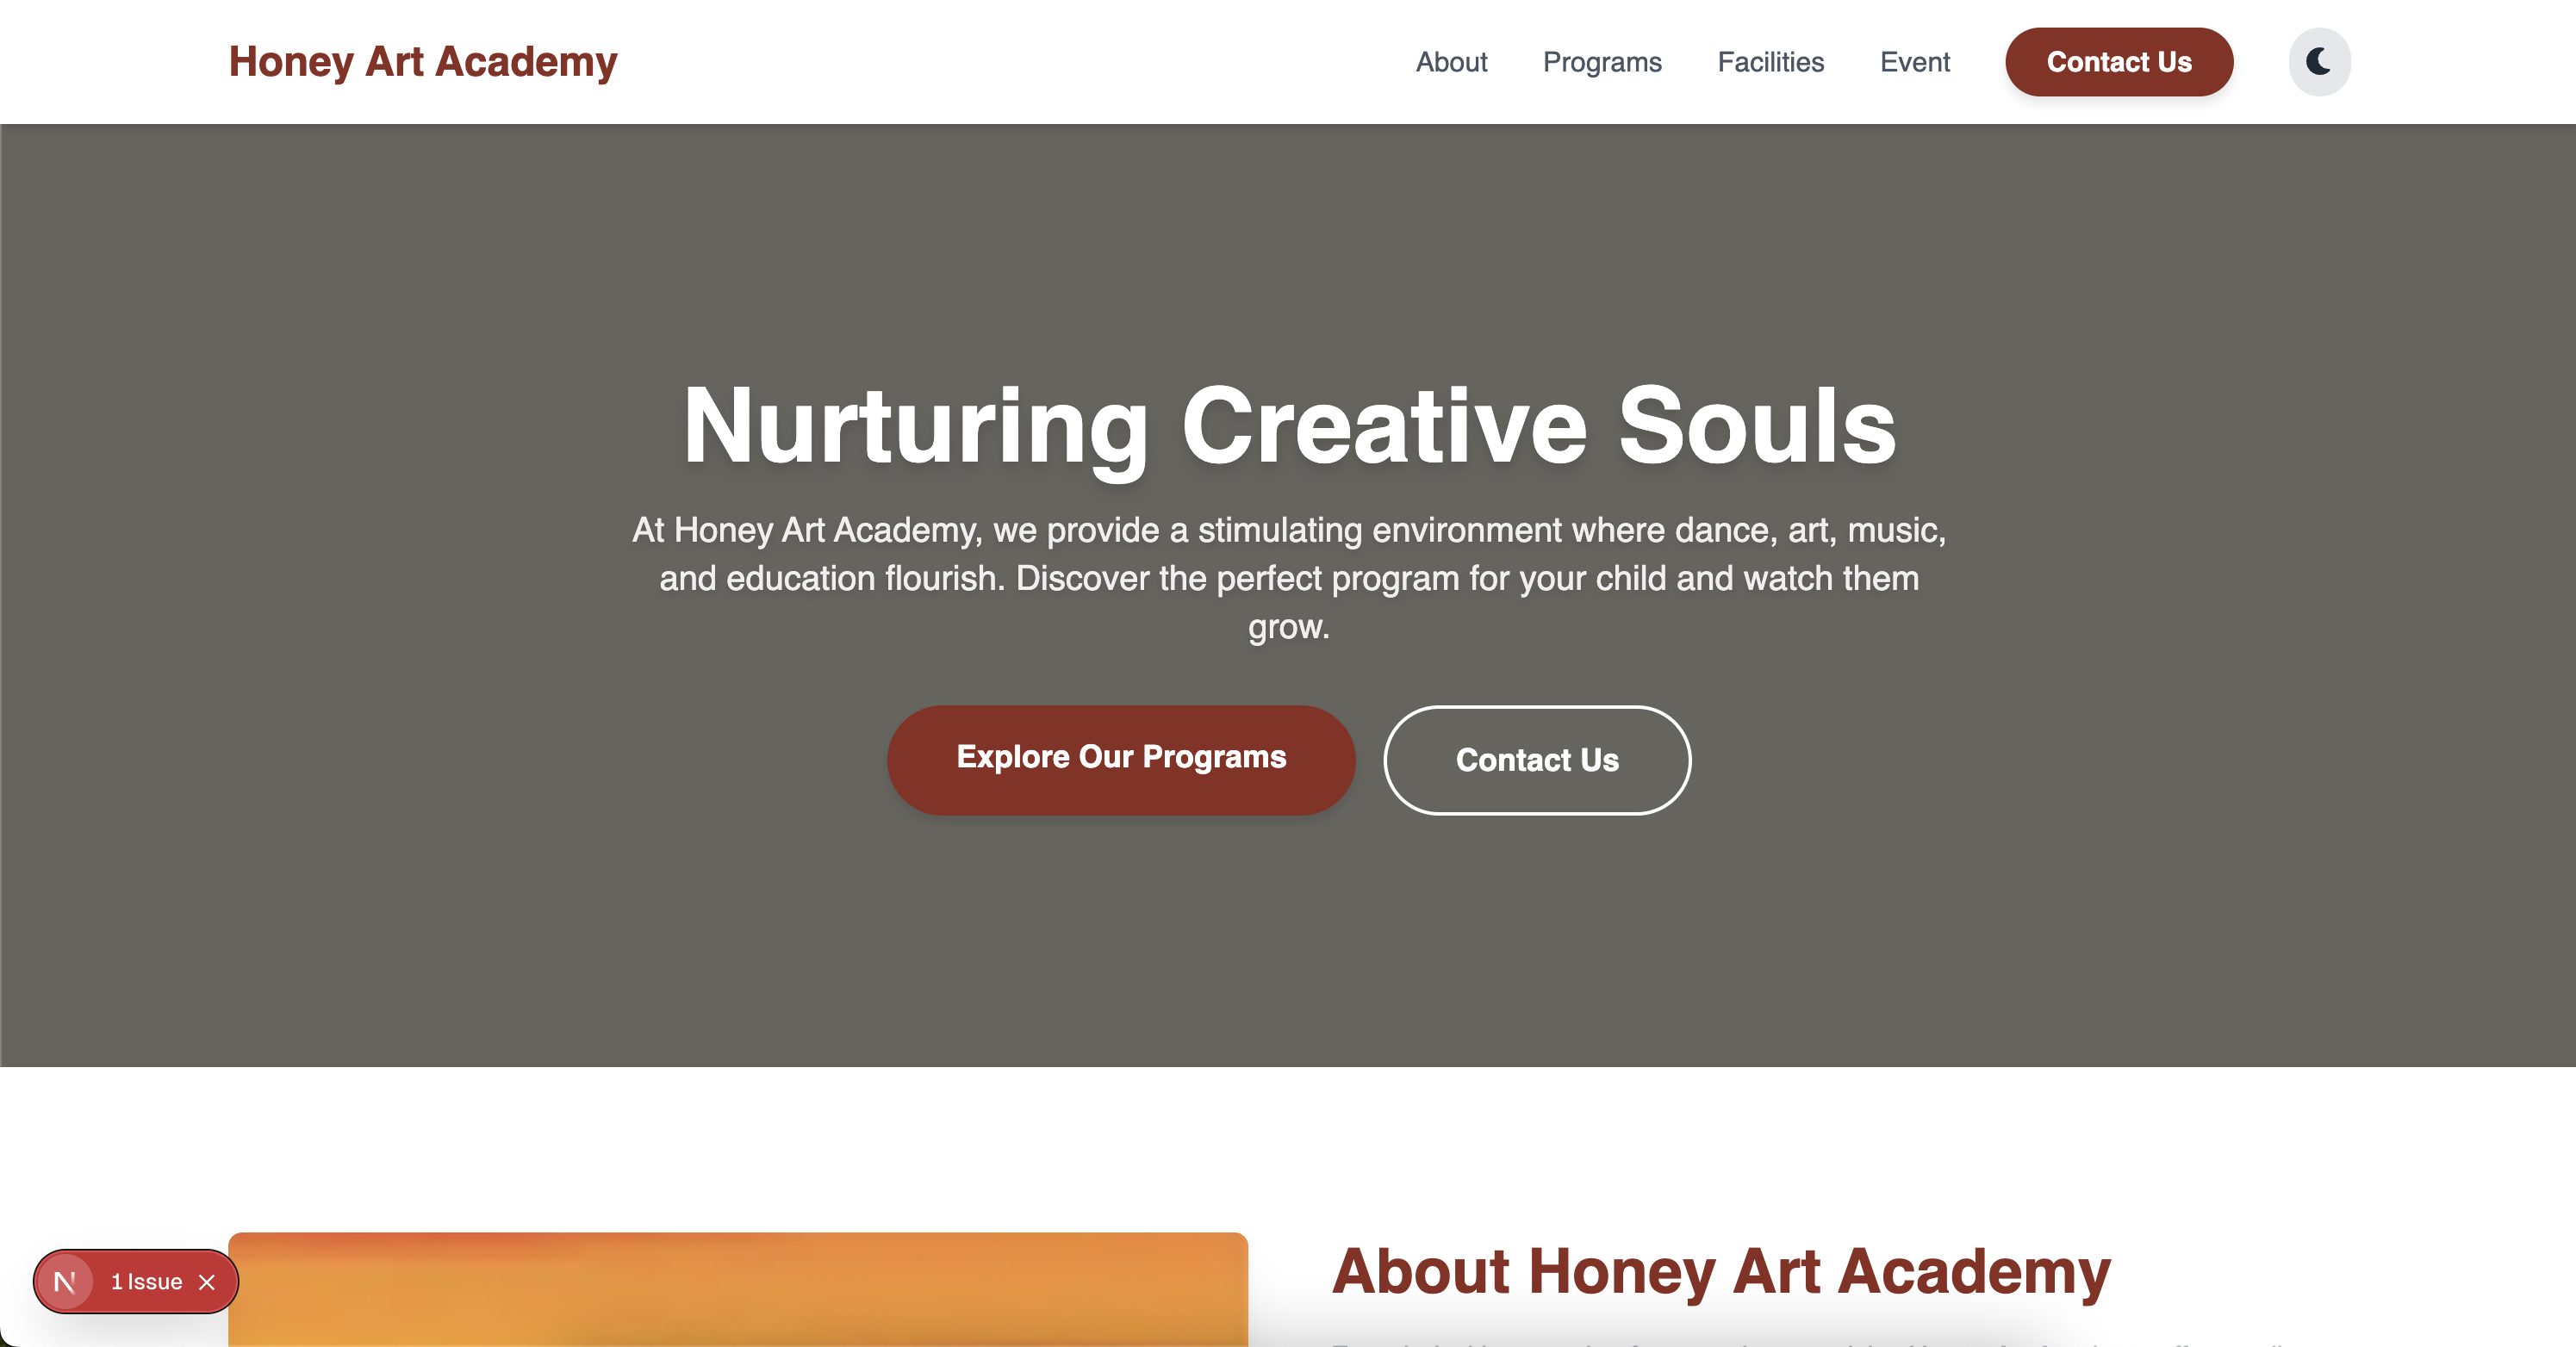 Honey Art Academy
About
Programs
Facilities
Event
Contact Us
Nurturing Creative Souls
At Honey Art Academy, we provide a stimulating environment where dance, art, music,
and education flourish. Discover the perfect program for your child and watch them
grow.
Explore Our Programs
Contact Us
About Honey Art Academy
N
1 Issue